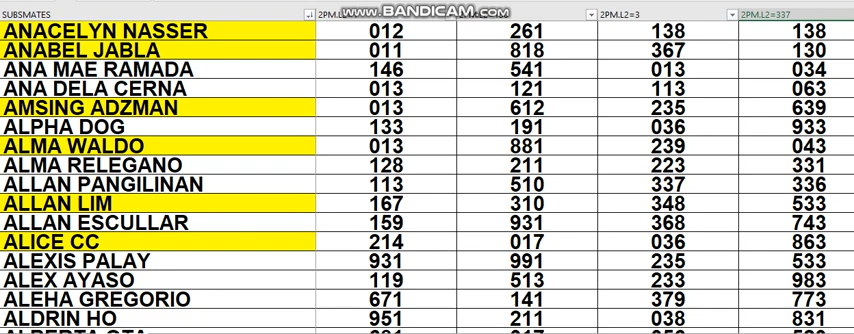 WWW.BANDICAM.COM
SUBSMATES 2PM.L2=3 2PM.L2=337
ANACELYN NASSER 012 261 138 138
ANABEL JABLA 011 818 367 130
ANA MAE RAMADA 146 541 013 034
ANA DELA CERNA 013 121 113 063
AMSING ADZMAN 013 612 235 639
ALPHA DOG 133 191 036 933
ALMA WALDO 013 881 239 043
ALMA RELEGANO 128 211 223 331
ALLAN PANGILINAN 113 510 337 336
ALLAN LIM 167 310 348 533
ALLAN ESCULLAR 159 931 368 743
ALICE CC 214 017 036 863
ALEXIS PALAY 931 991 235 533
ALEX AYASO 119 513 233 983
ALEHA GREGORIO 671 141 379 773
ALDRIN HO 951 211 038 831